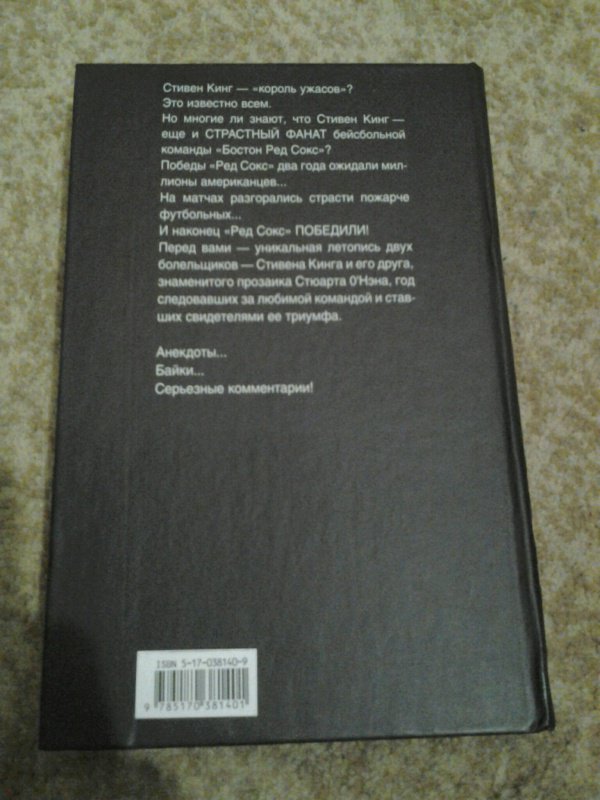 Стивен Кинг — «король ужасов»?
Это известно всем.
Но многие ли знают, что Стивен Кинг —
еще и СТРАСТНЫЙ ФАНАТ бейсбольной
команды «Бостон Ред Сокс»?
Победы «Ред Сокс» два года ожидали мил-
лионы американцев...
На матчах разгорались страсти пожарче
футбольных...
И наконец «Ред Сокс» ПОБЕДИЛИ!
Перед вами — уникальная летопись двух
болельщиков — Стивена Кинга и его друга,
знаменитого прозаика Стюарта О'Нэна, год
следовавших за любимой командой и став-
ших свидетелями ее триумфа.
Анекдоты...
Байки...
Серьезные комментарии!
ISBN 5-17-038140-9
9 785170 381401